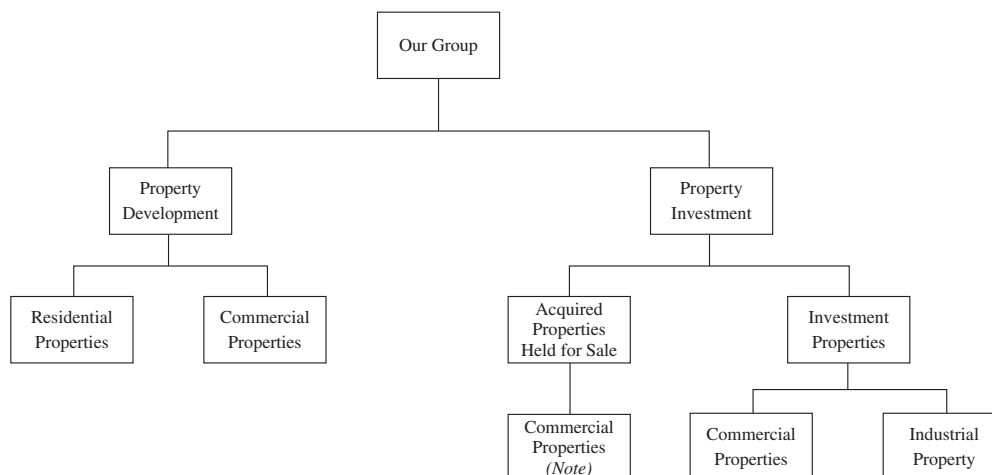 Our Group
Property
Development
Property
Investment
Residential
Properties
Commercial
Properties
Acquired
Properties
Held for Sale
Investment
Properties
Commercial
Properties
(Note)
Commercial
Properties
Industrial
Property